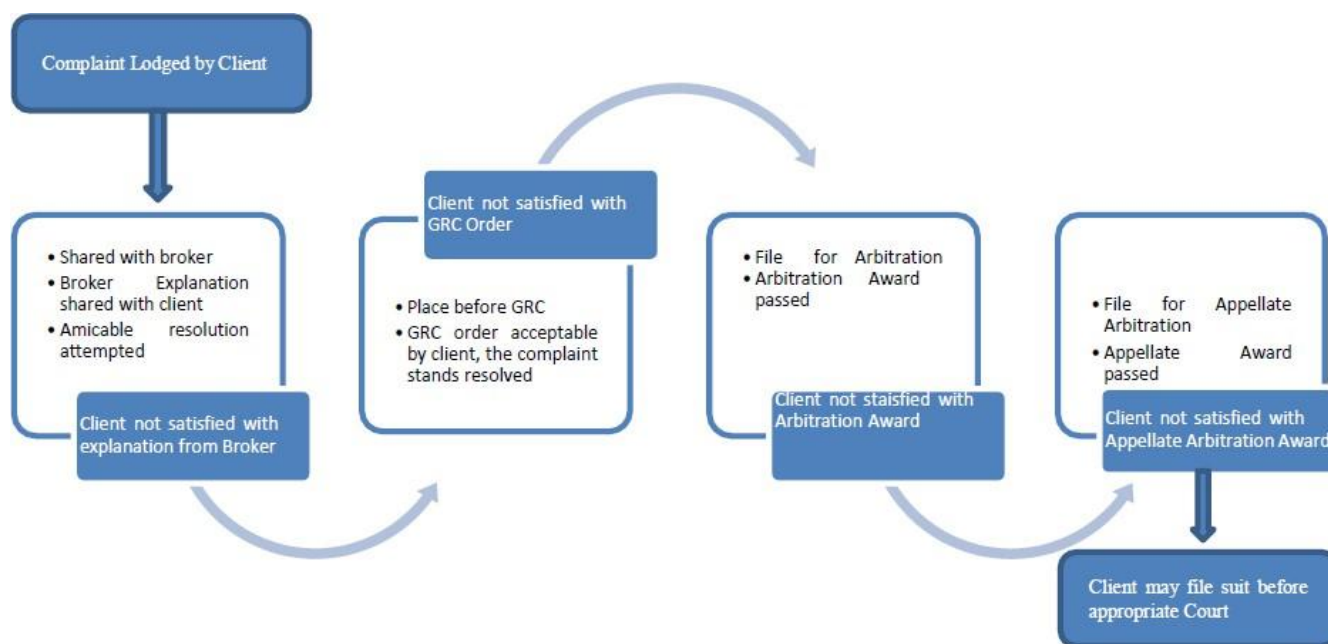 Complaint Lodged by Client
• Shared with broker
• Broker Explanation
shared with client
• Amicable resolution
attempted
Client not satisfied with
explanation from Broker
Client not satisfied with
GRC Order
• Place before GRC
• GRC order acceptable
by client, the complaint
stands resolved
• File for Arbitration
• Arbitration Award
passed
Client not staisfied with
Arbitration Award
• File for Appellate
Arbitration
• Appellate Award
passed
Client not satisfied with
Appellate Arbitration Award
Client may file suit before
appropriate Court